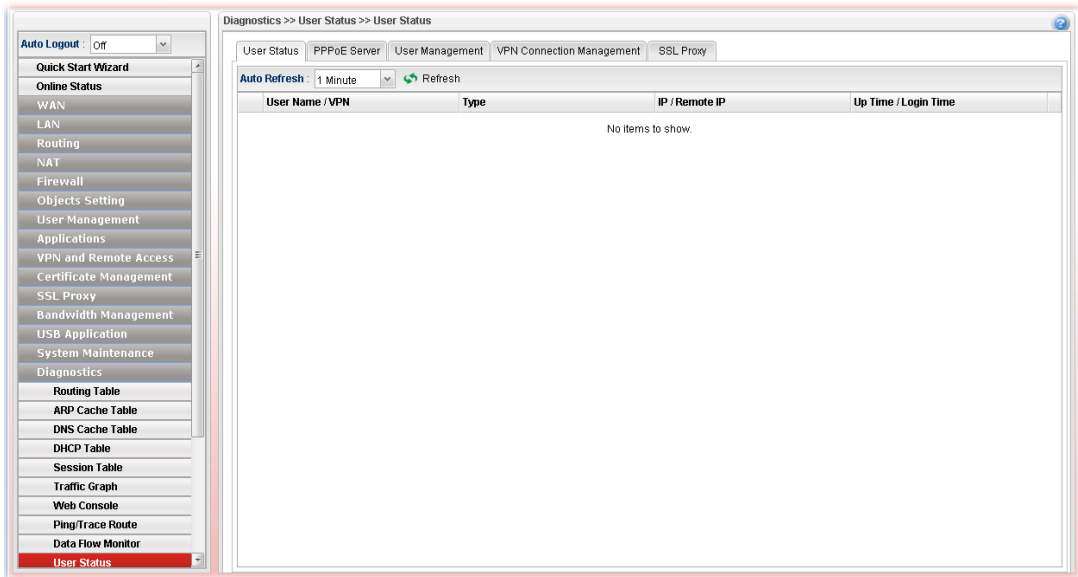 Diagnostics >> User Status >> User Status
Auto Logout : Off
Quick Start Wizard
Online Status
WAN
LAN
Routing
NAT
Firewall
Objects Setting
User Management
Applications
VPN and Remote Access
Certificate Management
SSL Proxy
Bandwidth Management
USB Application
System Maintenance
Diagnostics
Routing Table
ARP Cache Table
DNS Cache Table
DHCP Table
Session Table
Traffic Graph
Web Console
Ping/Trace Route
Data Flow Monitor
User Status
User Status PPPoE Server User Management VPN Connection Management SSL Proxy
Auto Refresh : 1 Minute Refresh
User Name / VPN Type IP / Remote IP Up Time / Login Time
No items to show.